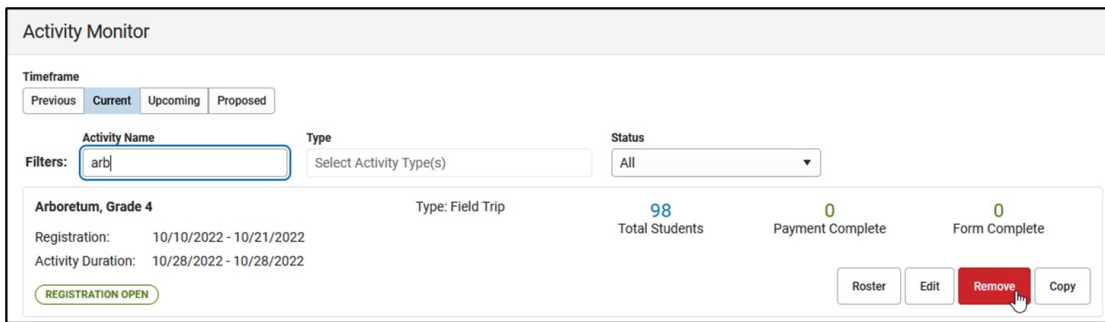 Activity Monitor
Timeframe
Previous Current Upcoming Proposed
Activity Name Type Status
Filters: arb Select Activity Type(s) All
Arboretum, Grade 4 Type: Field Trip 98 0 0
Total Students Payment Complete Form Complete
Registration: 10/10/2022 - 10/21/2022
Activity Duration: 10/28/2022 - 10/28/2022
REGISTRATION OPEN Roster Edit Remove Copy